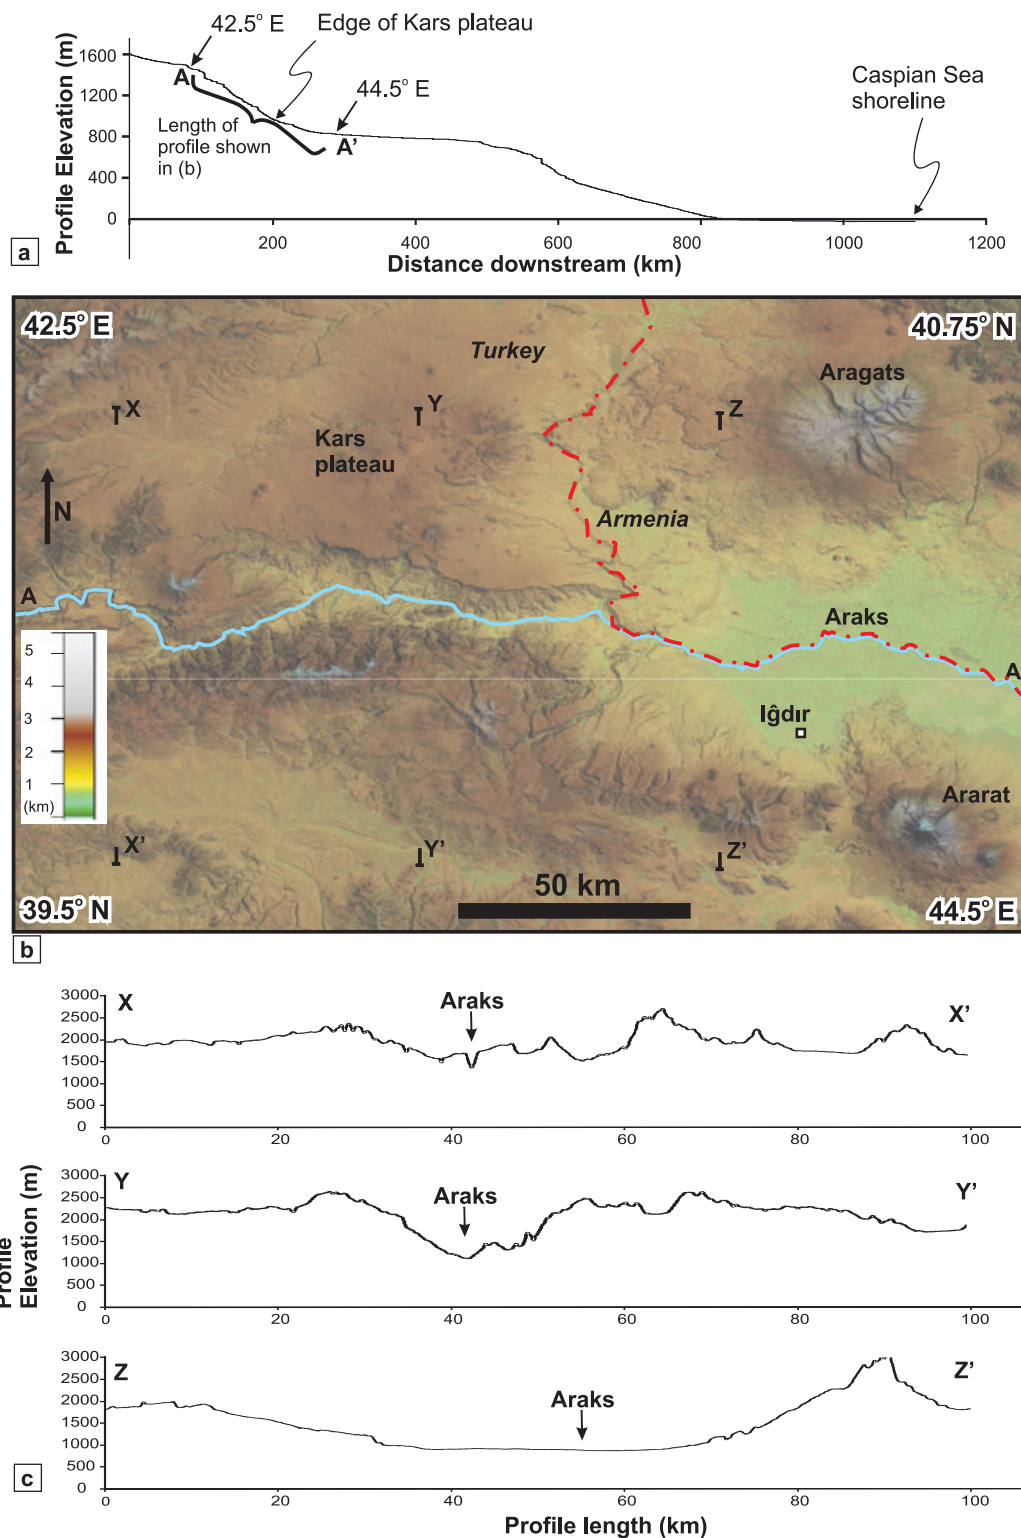 42.5° E
Edge of Kars plateau
44.5° E
Caspian Sea
shoreline
A
A'
Length of
profile shown
in (b)
Profile Elevation (m)
1600
1200
800
400
0
200
400
600
800
1000
1200
Distance downstream (km)
a
42.5° E
40.75° N
Turkey
Aragats
X
Y
Z
Kars
plateau
N
Armenia
A
Araks
A
5
4
3
2
1
(km)
Iĝdır
Ararat
X'
Y'
Z'
50 km
39.5° N
44.5° E
b
3000
2500
2000
1500
1000
500
0
X
Araks
X'
0
20
40
60
80
100
Profile
Elevation (m)
3000
2500
2000
1500
1000
500
0
Y
Araks
Y'
0
20
40
60
80
100
3000
2500
2000
1500
1000
500
0
Z
Araks
Z'
0
20
40
60
80
100
Profile length (km)
c